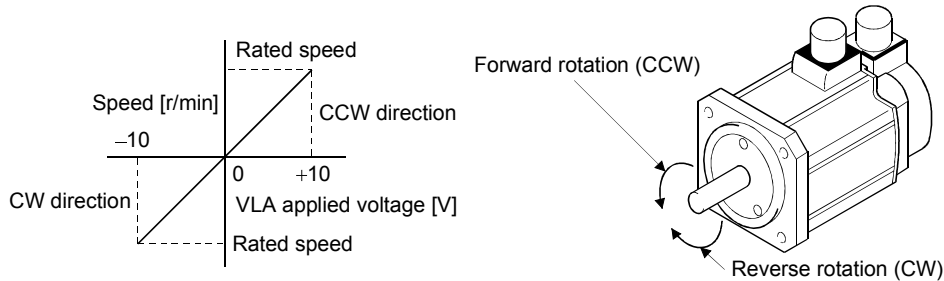 Rated speed
Speed [r/min]
CCW direction
–10
0
+10
CW direction
VLA applied voltage [V]
Rated speed
Forward rotation (CCW)
Reverse rotation (CW)